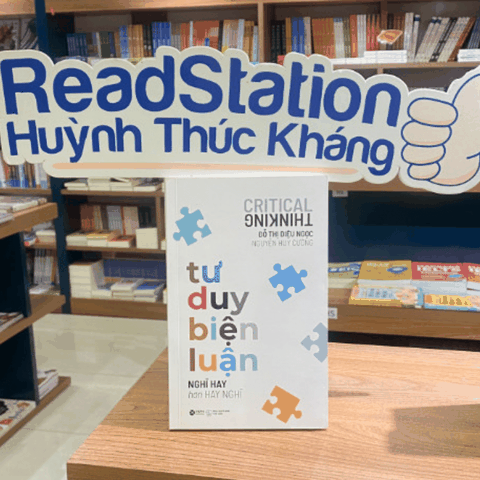 ReadStation
Huỳnh Thúc Kháng
CRITICAL
THINKING
ĐỖ THỊ DIỆU NGỌC
NGUYỄN HUY CƯỜNG
tư
duy
biện
luận
NGHĨ HAY
hơn HAY NGHĨ